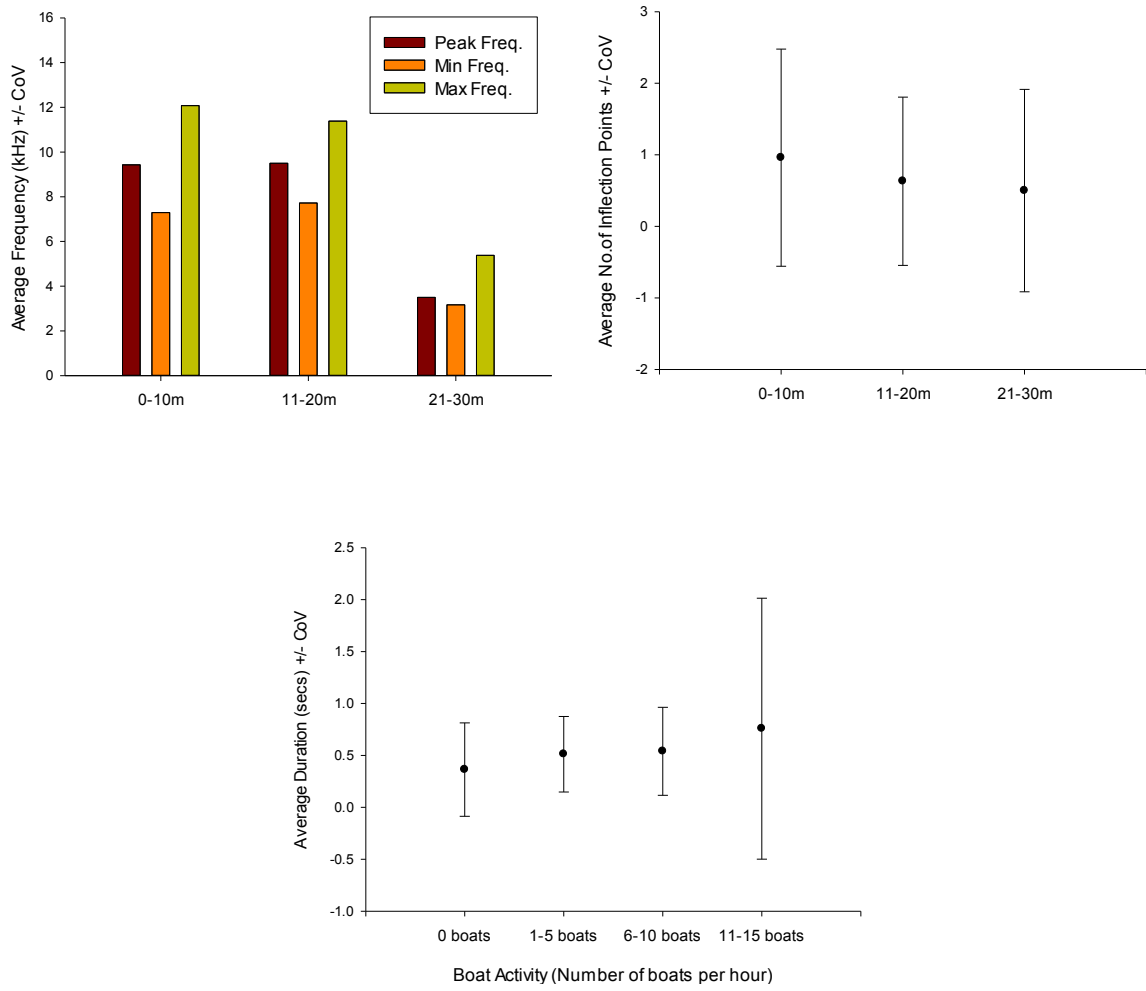 Average Frequency (kHz) +/- CoV
16
14
12
10
8
6
4
2
0
Peak Freq.
Min Freq.
Max Freq.
0-10m 11-20m 21-30m
Average No.of Inflection Points +/- CoV
3
2
1
0
-1
-2
0-10m 11-20m 21-30m
Average Duration (secs) +/- CoV
2.5
2.0
1.5
1.0
0.5
0.0
-0.5
-1.0
0 boats 1-5 boats 6-10 boats 11-15 boats
Boat Activity (Number of boats per hour)